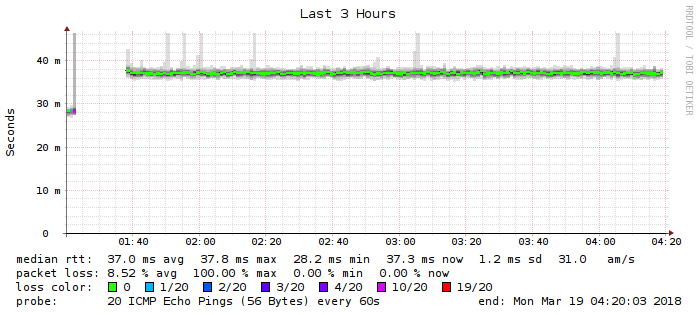 Last 3 Hours
RRDTOOL / TOBI OETIKER
Seconds
40 m
30 m
20 m
10 m
0
01:40 02:00 02:20 02:40 03:00 03:20 03:40 04:00 04:20
median rtt: 37.0 ms avg 37.8 ms max 28.2 ms min 37.3 ms now 1.2 ms sd 31.0 am/s
packet loss: 8.52 % avg 100.00 % max 0.00 % min 0.00 % now
loss color: 0 1/20 2/20 3/20 4/20 10/20 19/20
probe: 20 ICMP Echo Pings (56 Bytes) every 60s end: Mon Mar 19 04:20:03 2018